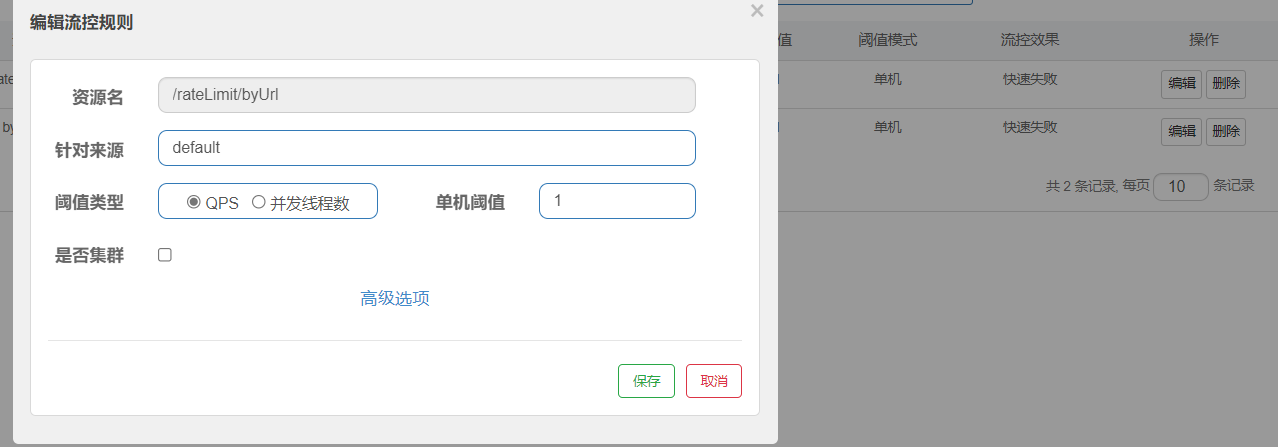 编辑流控规则
×
资源名 /rateLimit/byUrl
针对来源 default
阈值类型 QPS 并发线程数 单机阈值 1
是否集群
高级选项
保存 取消
值 阈值模式 流控效果 操作
单机 快速失败 编辑 删除
by 单机 快速失败 编辑 删除
共 2 条记录, 每页 10 条记录